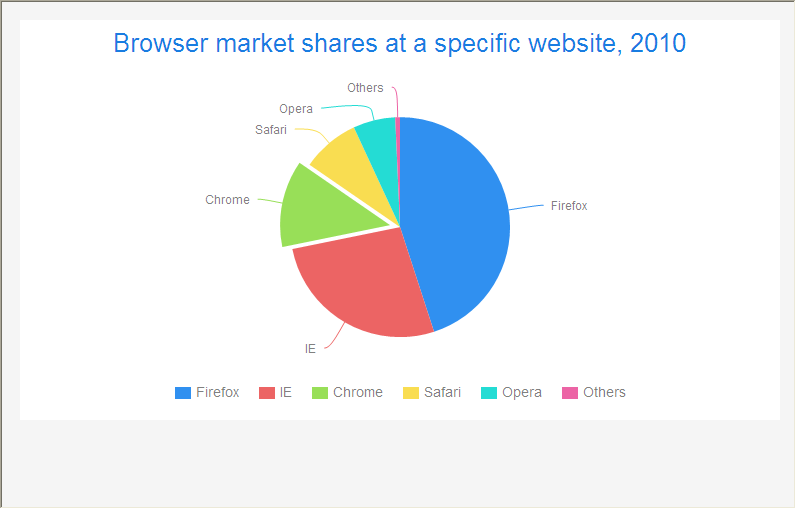 Browser market shares at a specific website, 2010
Others
Opera
Safari
Chrome
Firefox
IE
Firefox IE Chrome Safari Opera Others